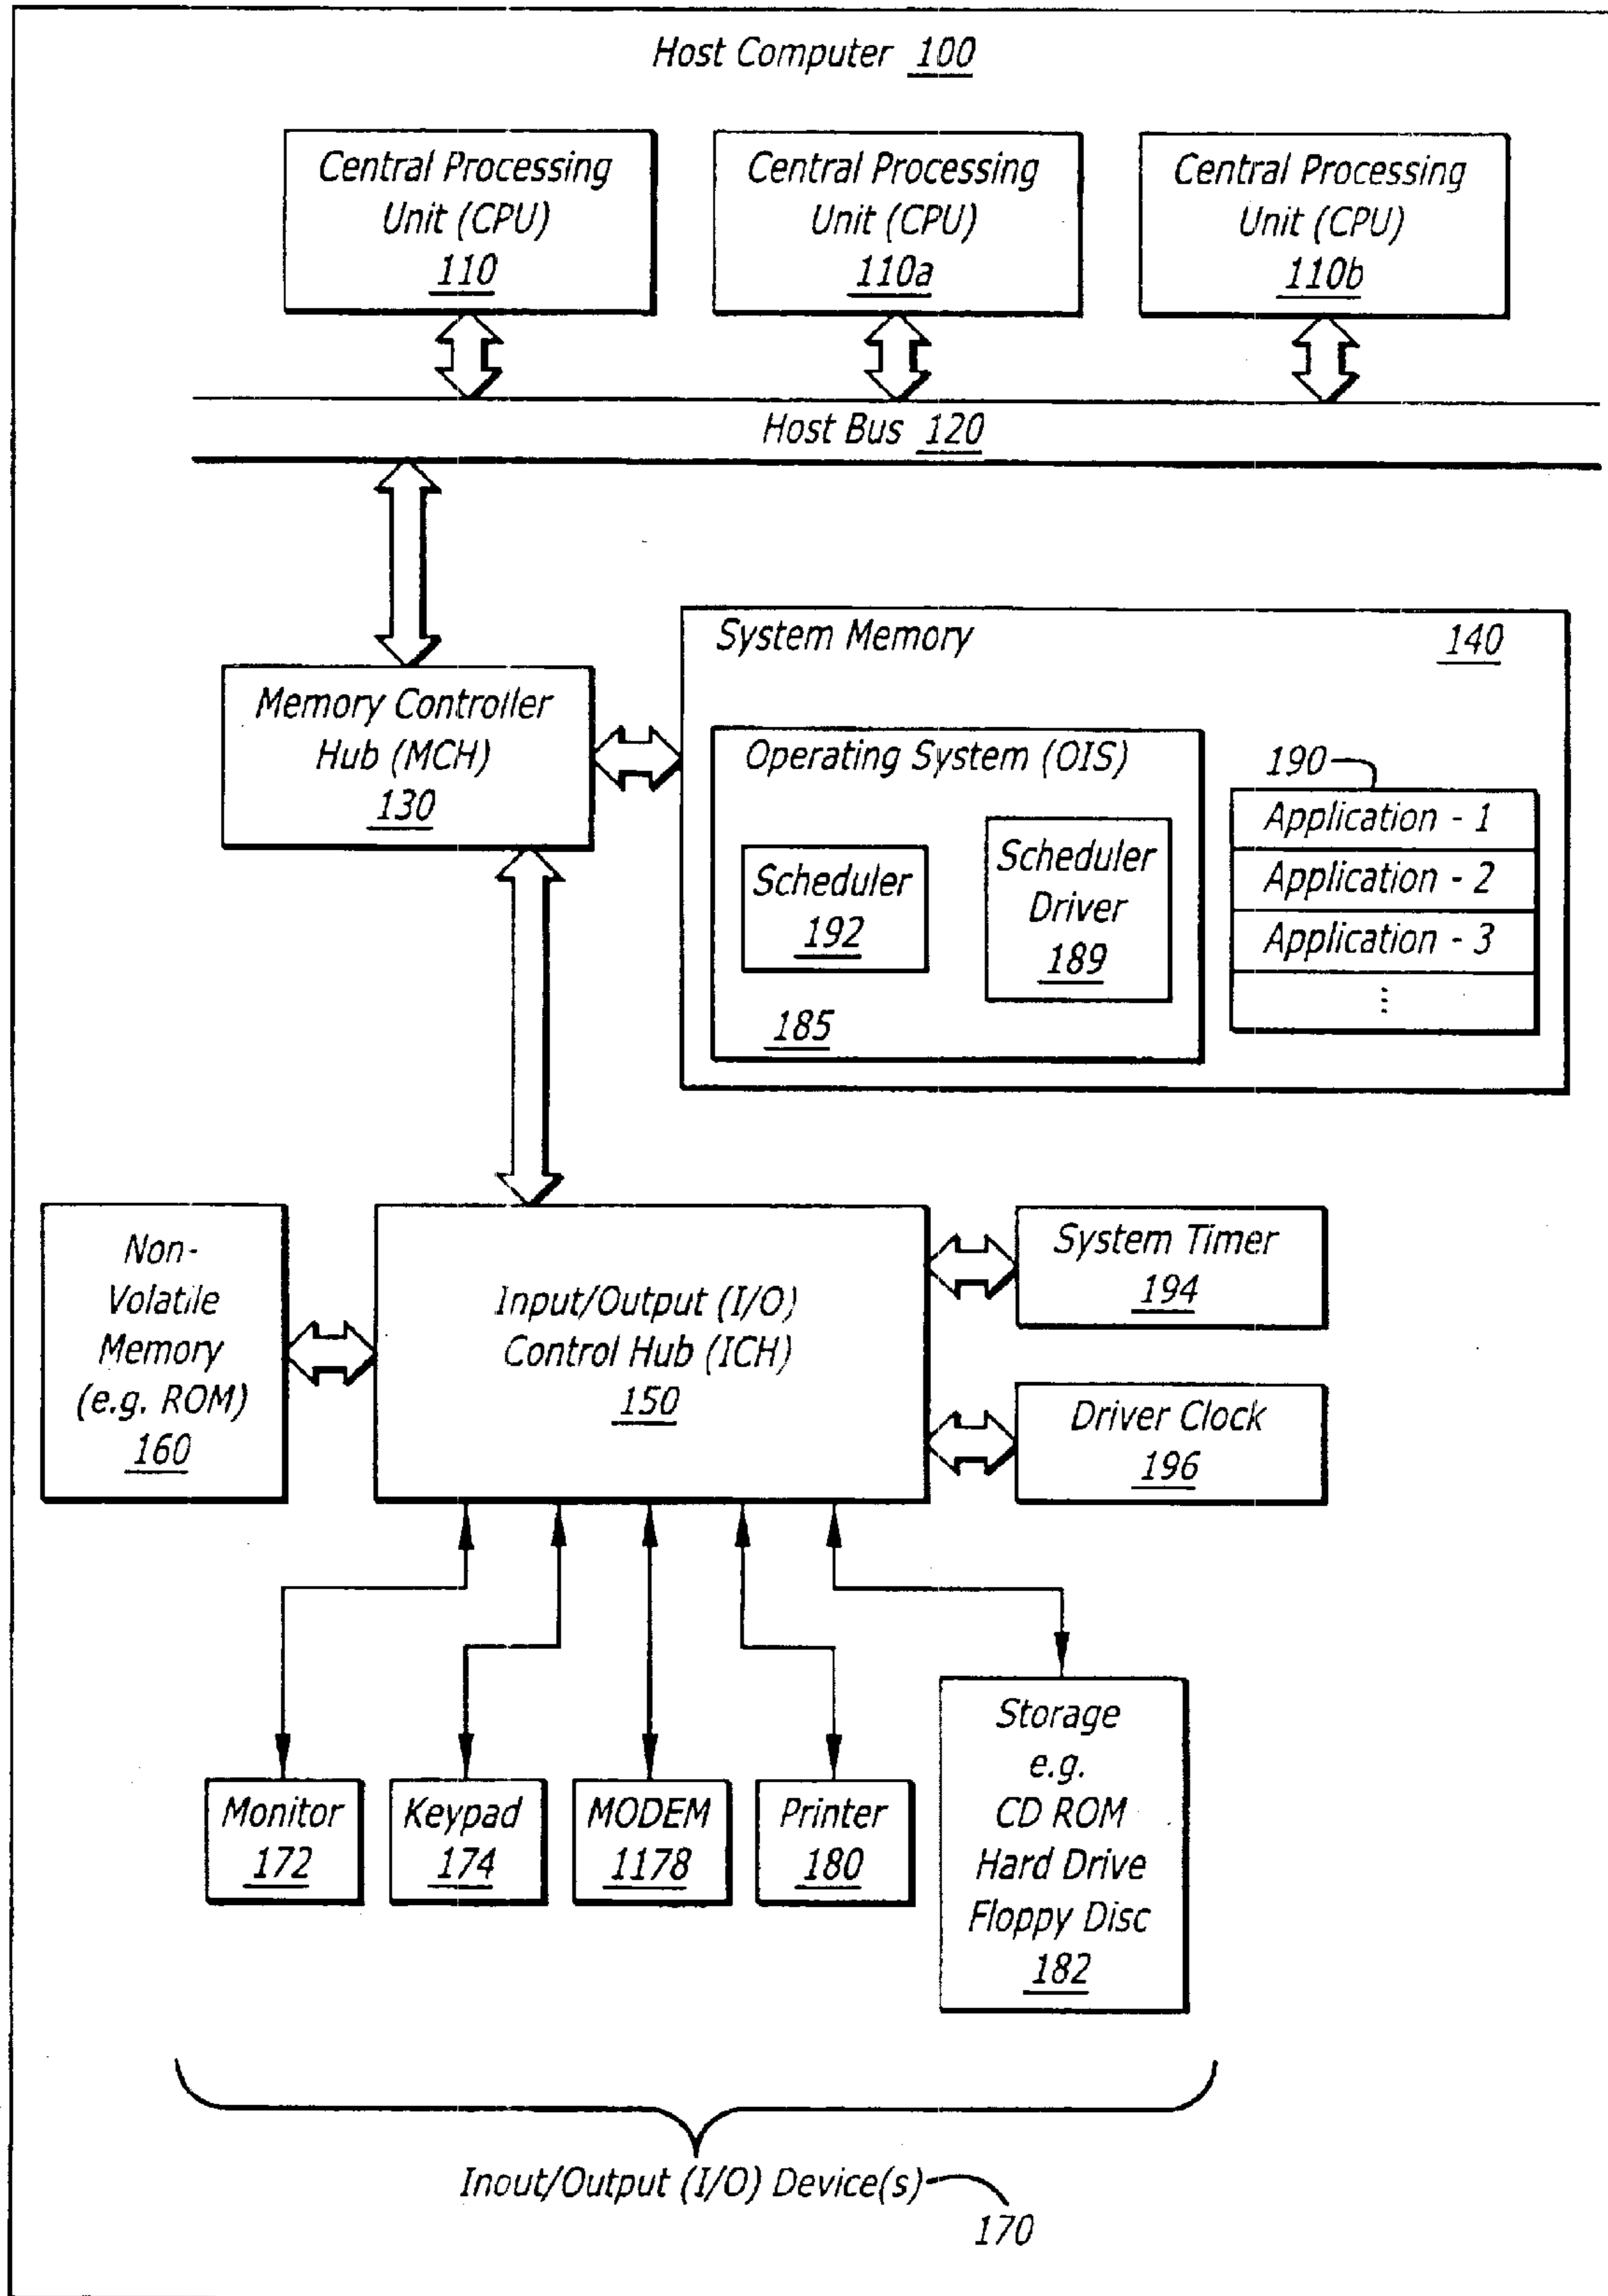 Host Computer 100
Central Processing
Unit (CPU)
110
Central Processing
Unit (CPU)
110a
Central Processing
Unit (CPU)
110b
Host Bus 120
Memory Controller
Hub (MCH)
130
System Memory
140
Operating System (OIS)
Scheduler
192
Scheduler
Driver
189
185
190
Application - 1
Application - 2
Application - 3
⋮
Non-
Volatile
Memory
(e.g. ROM)
160
Input/Output (I/O)
Control Hub (ICH)
150
System Timer
194
Driver Clock
196
Monitor
172
Keypad
174
MODEM
1178
Printer
180
Storage
e.g.
CD ROM
Hard Drive
Floppy Disc
182
Inout/Output (I/O) Device(s)
170